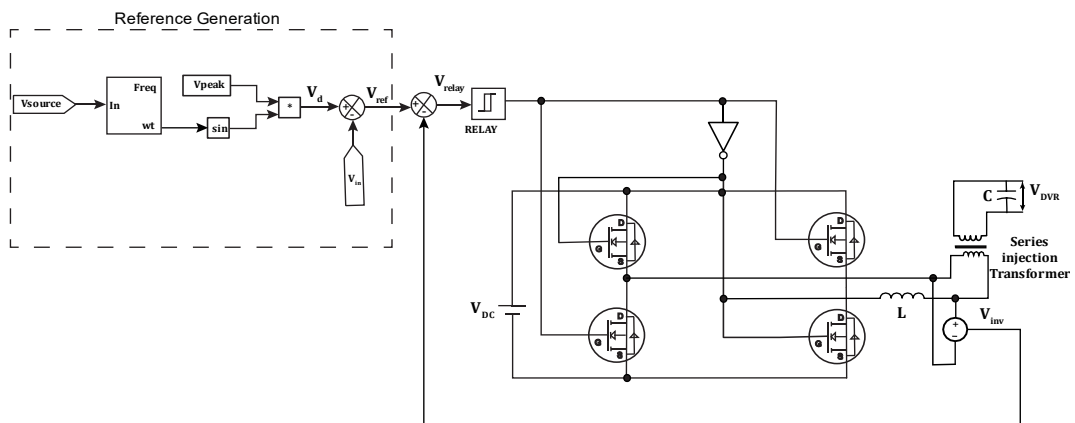 Reference Generation
Vsource
In
Freq
wt
Vpeak
sin
*
Vd
+
-
Vref
Vin
+
-
Vrelay
RELAY
D
G
S
D
G
S
D
G
S
D
G
S
VDC
L
C
VDVR
Series
injection
Transformer
+
-
Vinv